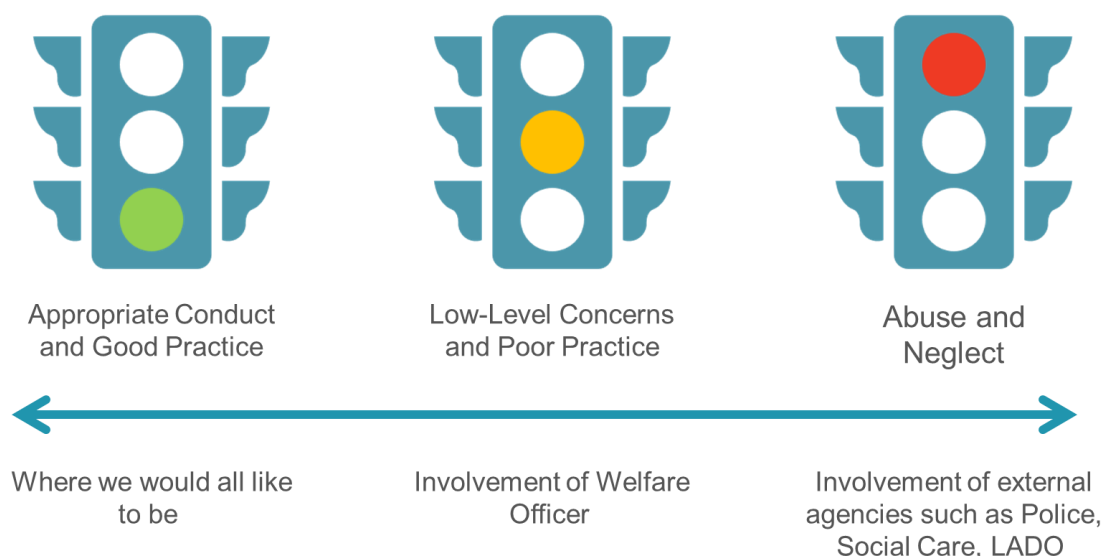 Appropriate Conduct
and Good Practice
Low-Level Concerns
and Poor Practice
Abuse and
Neglect
Where we would all like
to be
Involvement of Welfare
Officer
Involvement of external
agencies such as Police,
Social Care, LADO